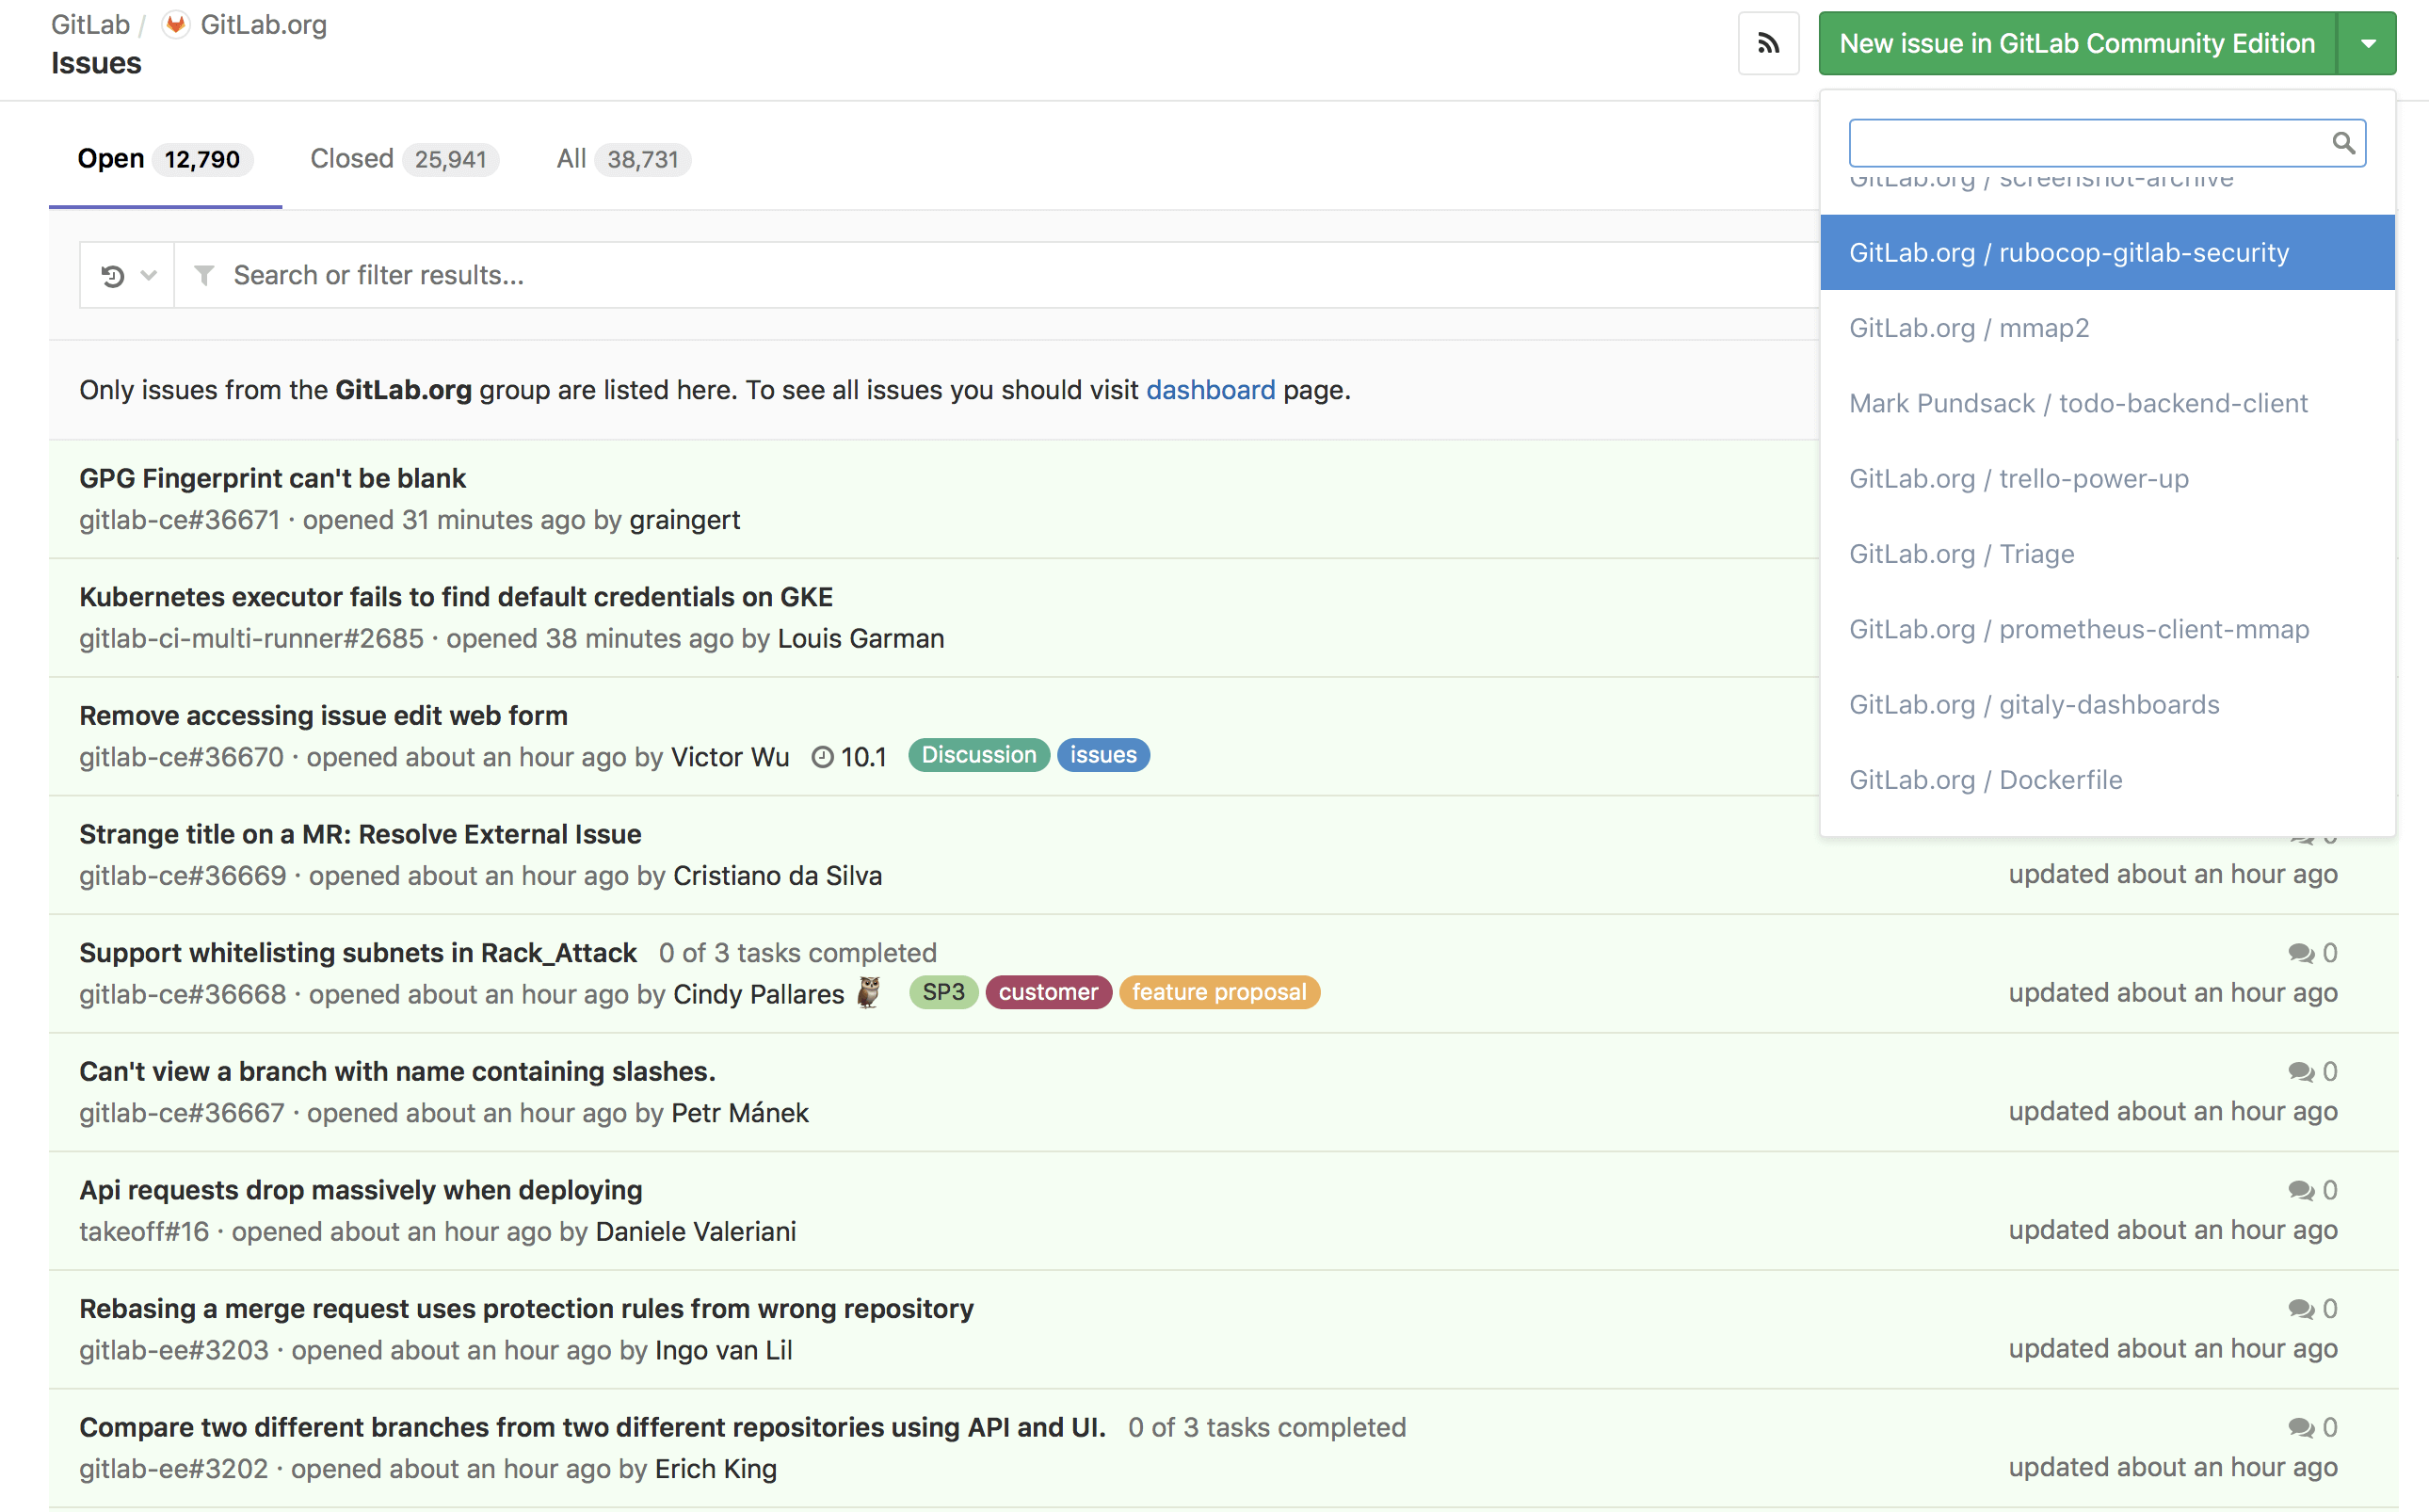 GitLab / GitLab.org
Issues
New issue in GitLab Community Edition
Open 12,790 Closed 25,941 All 38,731
GitLab.org / screenshot-archive
GitLab.org / rubocop-gitlab-security
GitLab.org / mmap2
Mark Pundsack / todo-backend-client
GitLab.org / trello-power-up
GitLab.org / Triage
GitLab.org / prometheus-client-mmap
GitLab.org / gitaly-dashboards
GitLab.org / Dockerfile
Search or filter results...
Only issues from the GitLab.org group are listed here. To see all issues you should visit dashboard page.
GPG Fingerprint can't be blank
gitlab-ce#36671 · opened 31 minutes ago by graingert
Kubernetes executor fails to find default credentials on GKE
gitlab-ci-multi-runner#2685 · opened 38 minutes ago by Louis Garman
Remove accessing issue edit web form
gitlab-ce#36670 · opened about an hour ago by Victor Wu 10.1 Discussion issues
Strange title on a MR: Resolve External Issue
gitlab-ce#36669 · opened about an hour ago by Cristiano da Silva updated about an hour ago
Support whitelisting subnets in Rack_Attack 0 of 3 tasks completed 0
gitlab-ce#36668 · opened about an hour ago by Cindy Pallares 🦉 SP3 customer feature proposal updated about an hour ago
Can't view a branch with name containing slashes. 0
gitlab-ce#36667 · opened about an hour ago by Petr Mánek updated about an hour ago
Api requests drop massively when deploying 0
takeoff#16 · opened about an hour ago by Daniele Valeriani updated about an hour ago
Rebasing a merge request uses protection rules from wrong repository 0
gitlab-ee#3203 · opened about an hour ago by Ingo van Lil updated about an hour ago
Compare two different branches from two different repositories using API and UI. 0 of 3 tasks completed 0
gitlab-ee#3202 · opened about an hour ago by Erich King updated about an hour ago